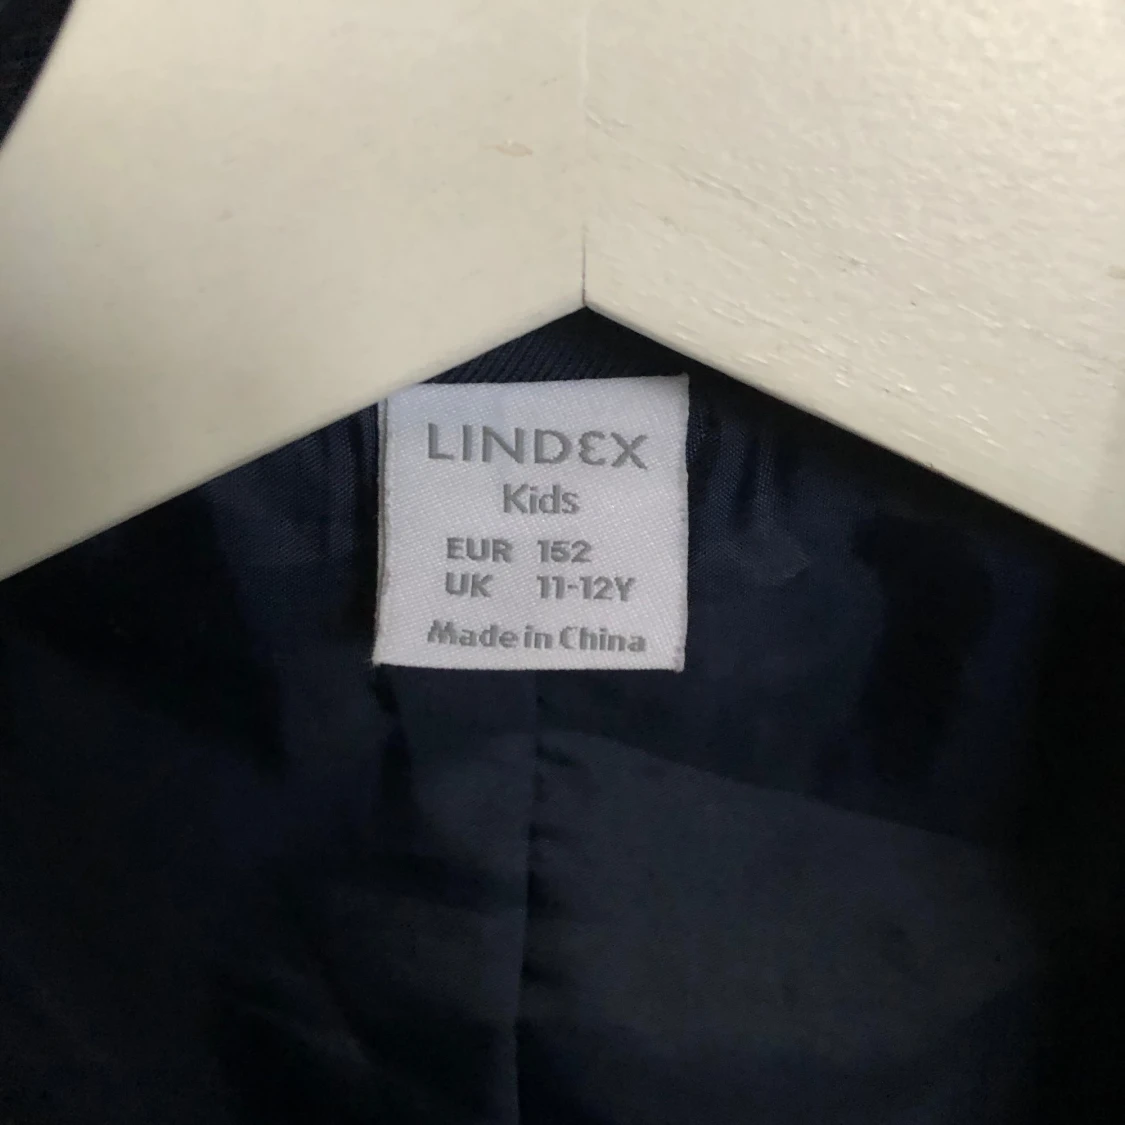 LINDEX
Kids
EUR 152
UK 11-12Y
Made in China